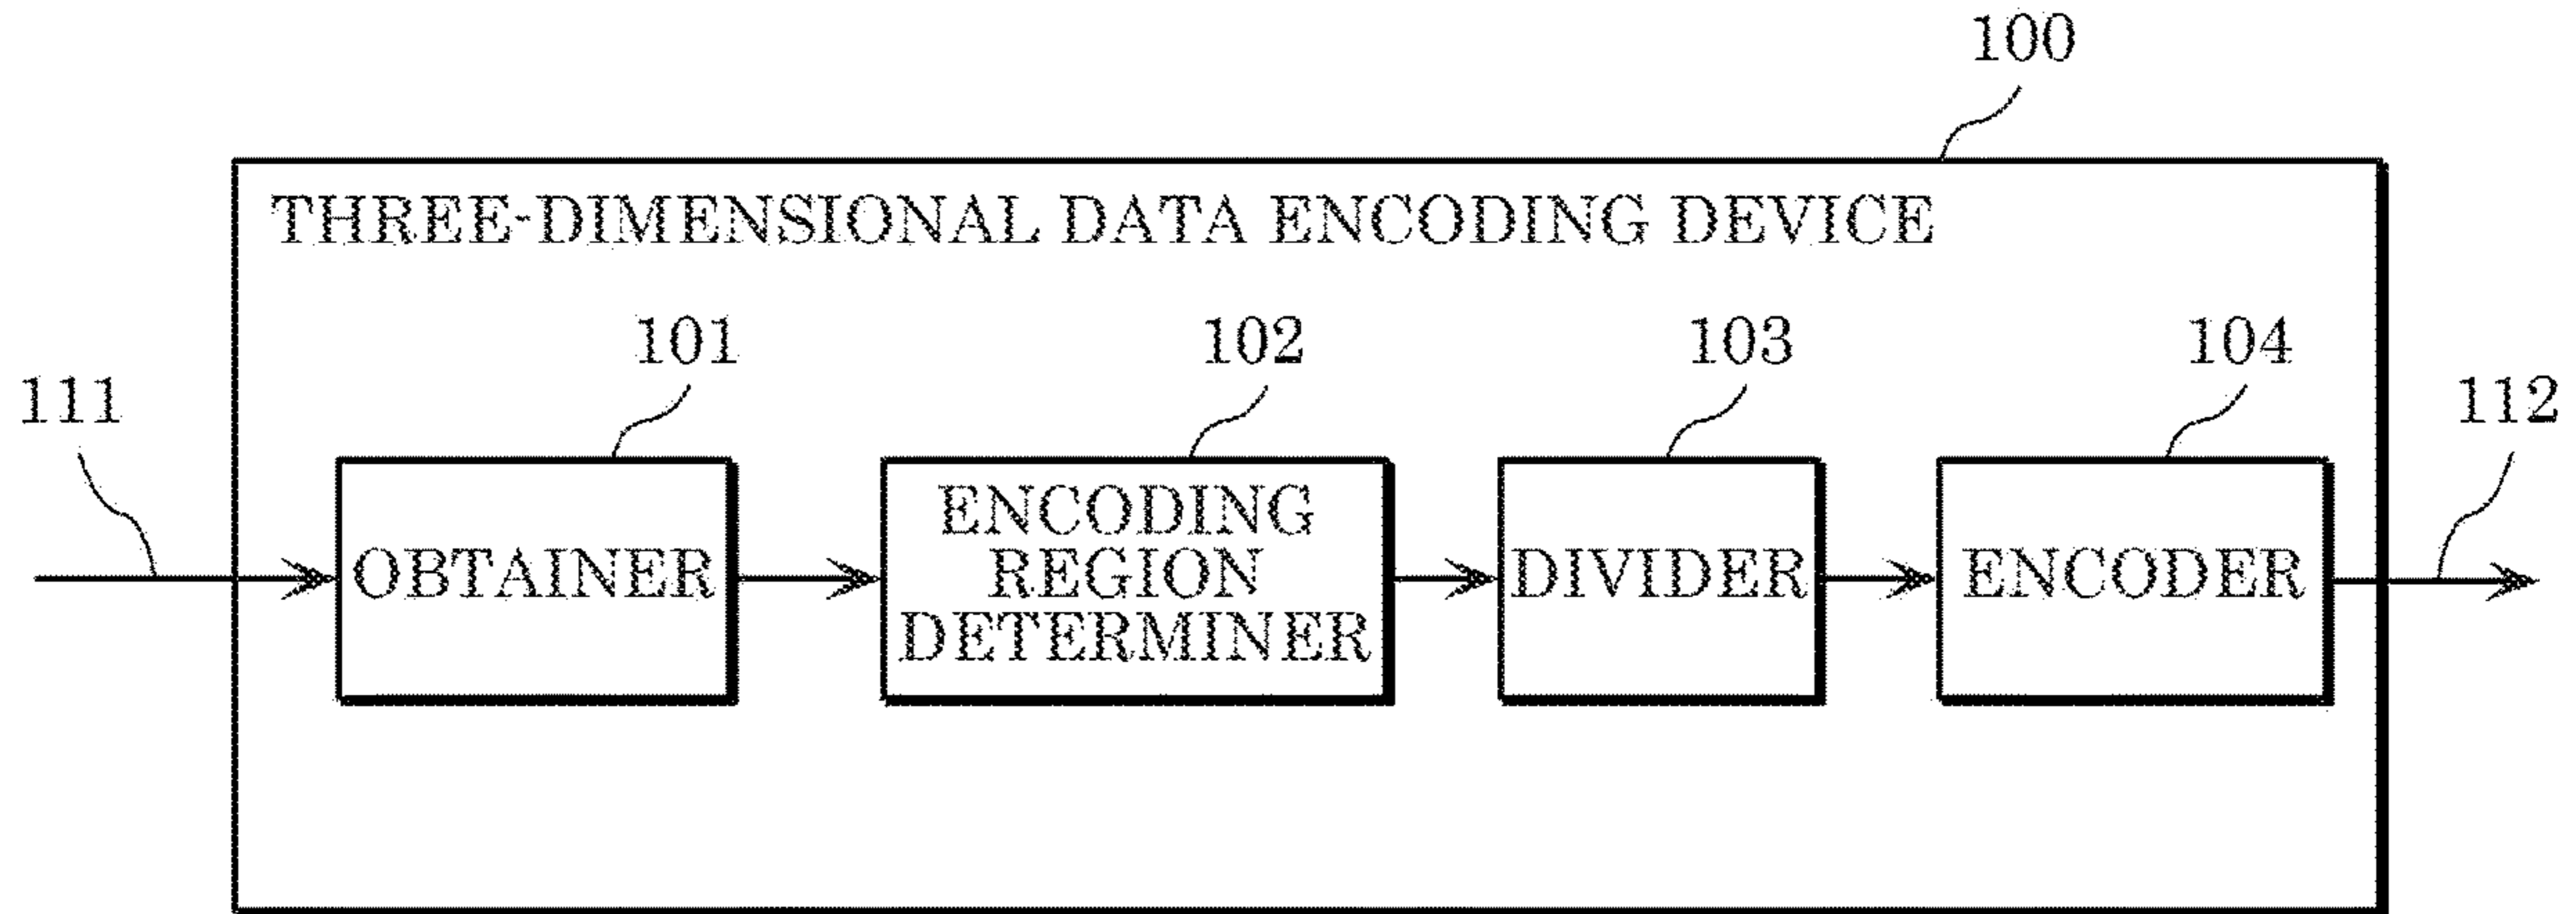 100
THREE-DIMENSIONAL DATA ENCODING DEVICE
101
102
103
104
111
112
OBTAINER
ENCODING
REGION
DETERMINER
DIVIDER
ENCODER